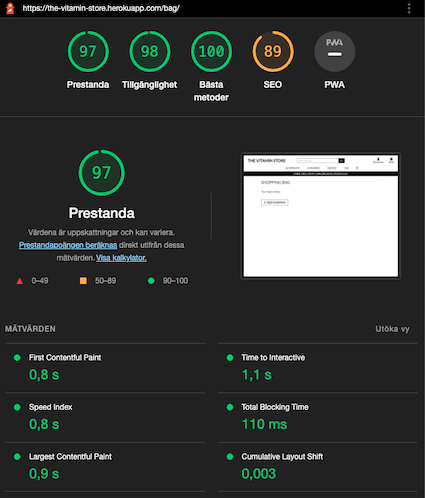 https://the-vitamin-store.herokuapp.com/bag/
97
98
100
89
PWA
Prestanda
Tillgänglighet
Bästa metoder
SEO
PWA
97
Prestanda
Värdena är uppskattningar och kan variera.
Prestandapoängen beräknas direkt utifrån dessa
mätvärden. Visa kalkylator.
0–49
50–89
90–100
THE VITAMIN STORE
SHOPPING BAG
MÄTVÄRDEN
Utöka vy
First Contentful Paint
0,8 s
Time to Interactive
1,1 s
Speed Index
0,8 s
Total Blocking Time
110 ms
Largest Contentful Paint
0,9 s
Cumulative Layout Shift
0,003